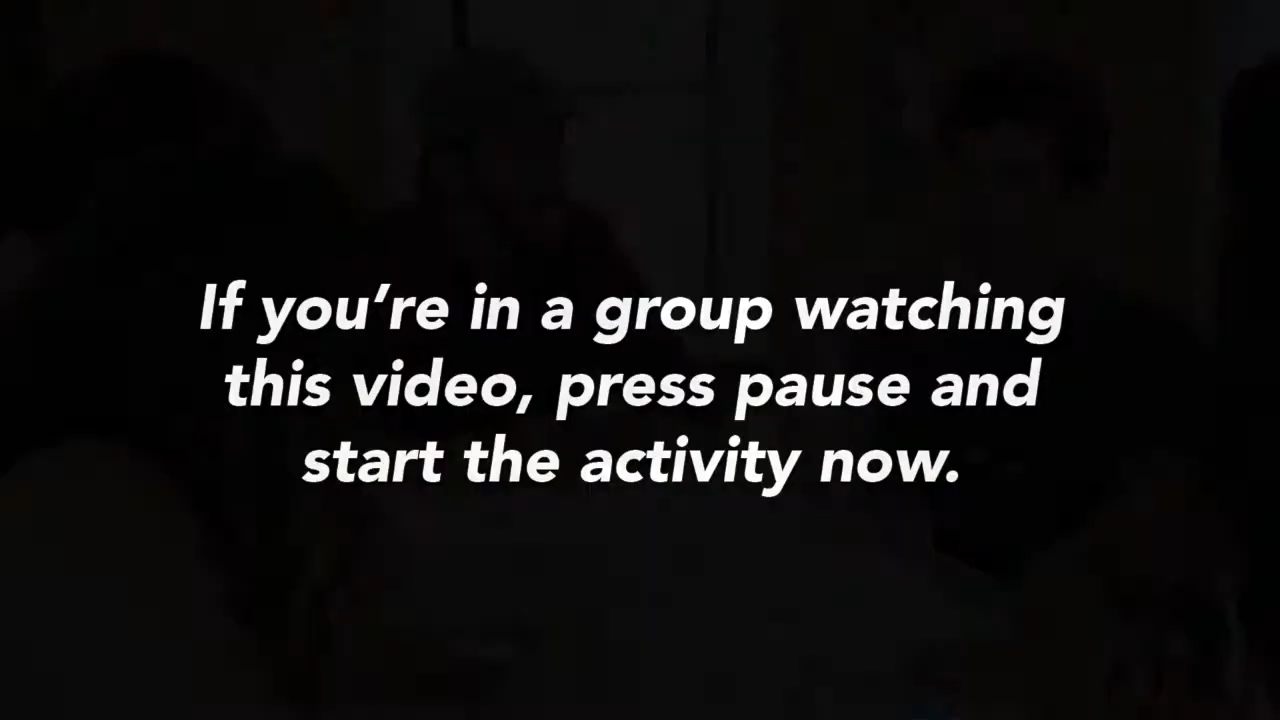 If you’re in a group watching
this video, press pause and
start the activity now.